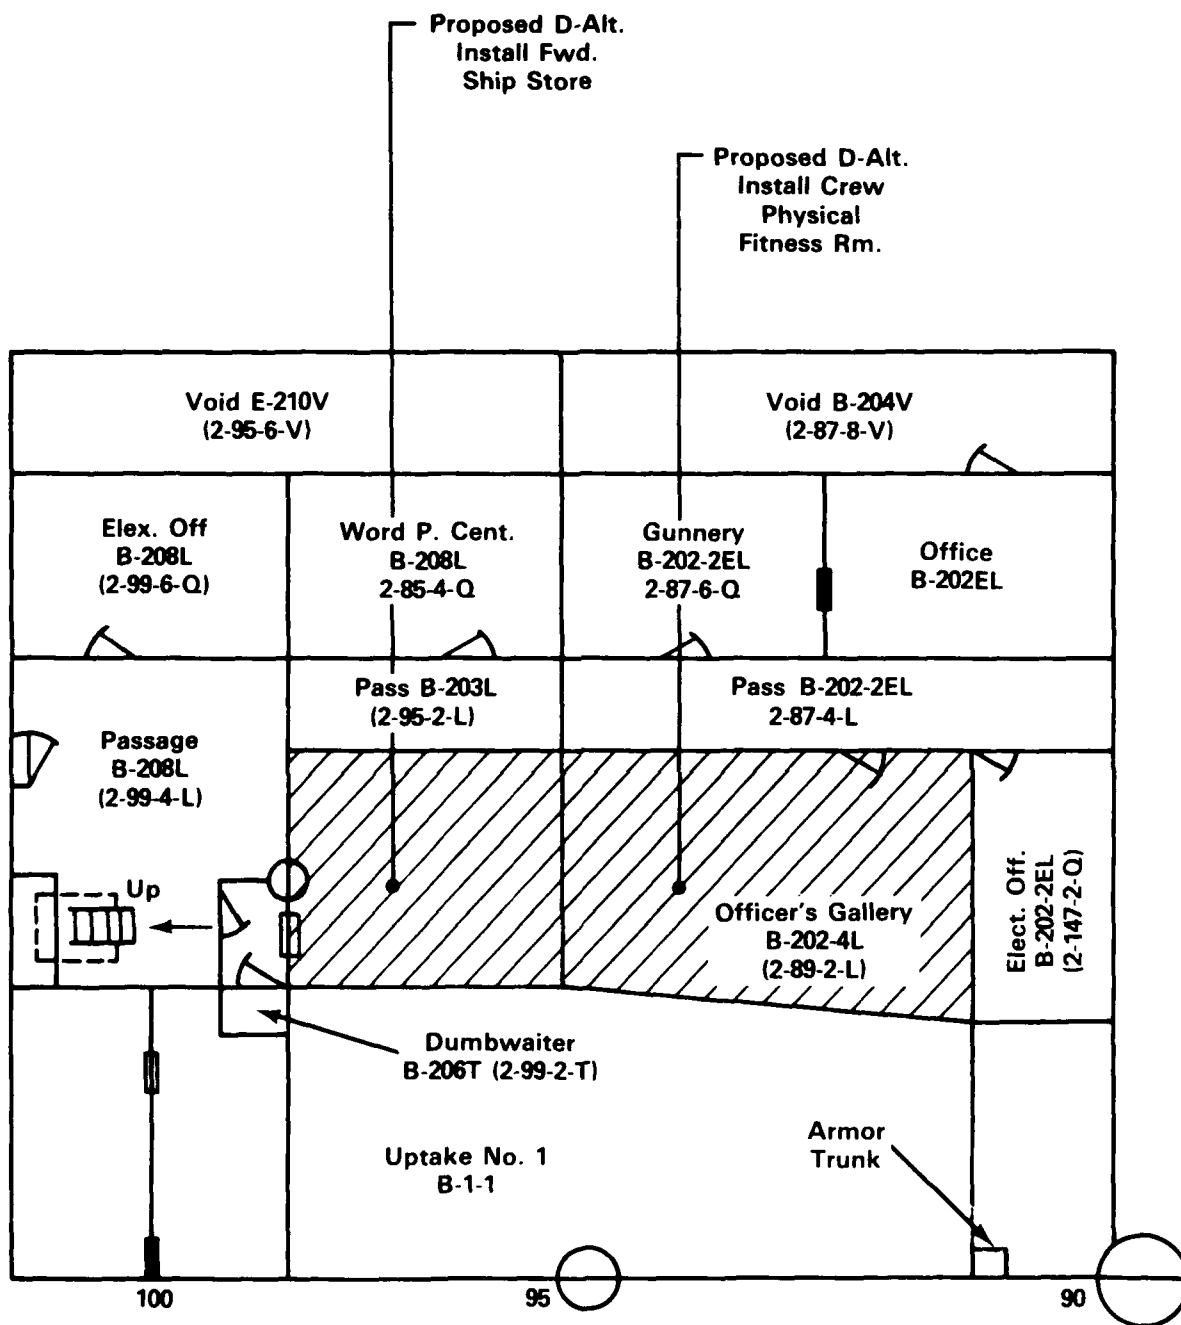 Proposed D-Alt.
Install Fwd.
Ship Store
Proposed D-Alt.
Install Crew
Physical
Fitness Rm.
Void E-210V
(2-95-6-V)
Void B-204V
(2-87-8-V)
Elex. Off
B-208L
(2-99-6-Q)
Word P. Cent.
B-208L
2-85-4-Q
Gunnery
B-202-2EL
2-87-6-Q
Office
B-202EL
Pass B-203L
(2-95-2-L)
Pass B-202-2EL
2-87-4-L
Passage
B-208L
(2-99-4-L)
Up
Officer's Gallery
B-202-4L
(2-89-2-L)
Elect. Off.
B-202-2EL
(2-147-2-Q)
Dumbwaiter
B-206T (2-99-2-T)
Uptake No. 1
B-1-1
Armor
Trunk
100
95
90